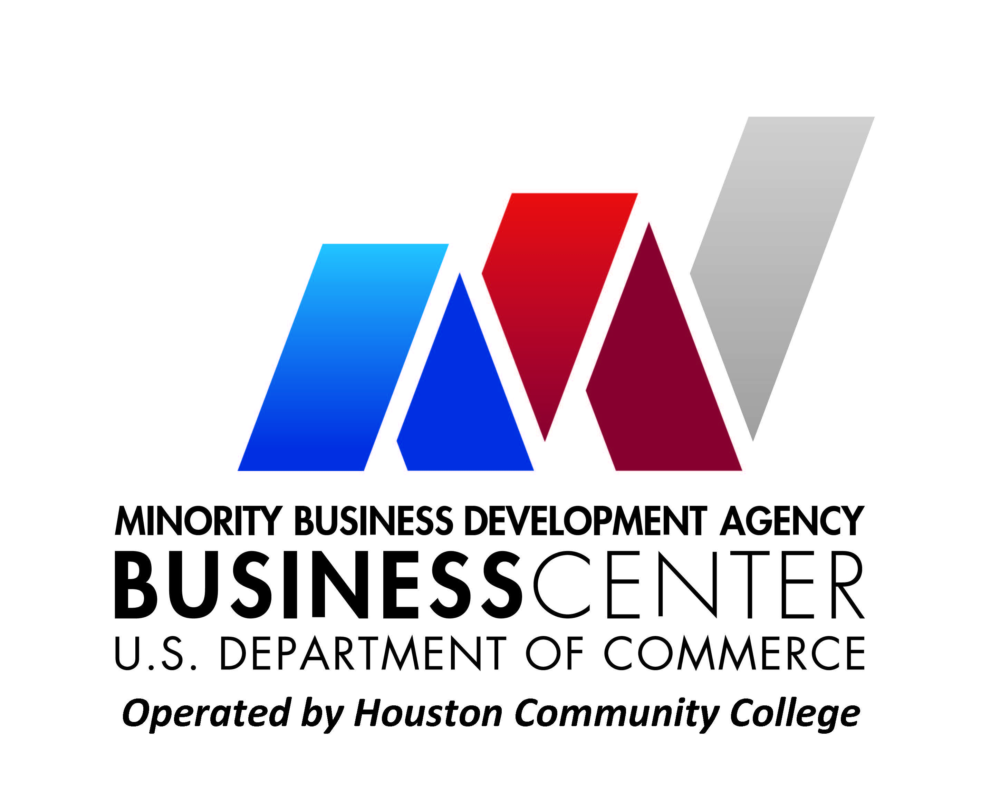 MINORITY BUSINESS DEVELOPMENT AGENCY
BUSINESSCENTER
U.S. DEPARTMENT OF COMMERCE
Operated by Houston Community College